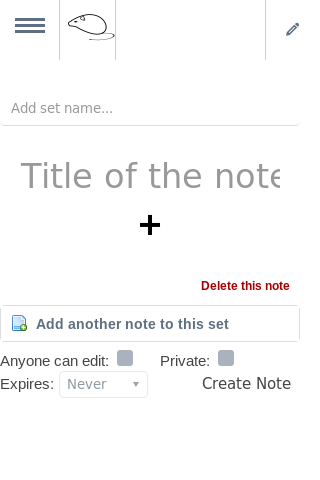 Add set name...
Title of the note
Delete this note
Add another note to this set
Anyone can edit:
Private:
Expires:
Never
Create Note